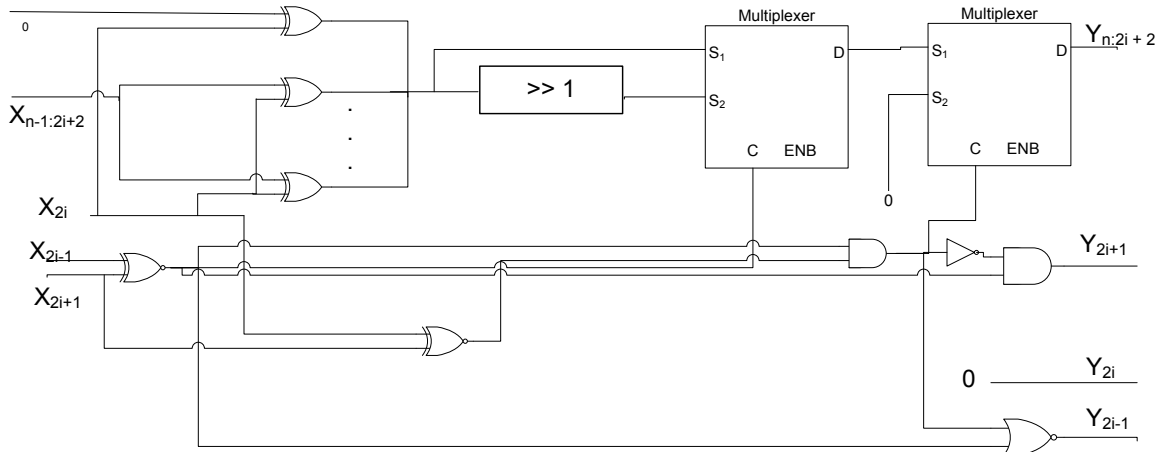 Multiplexer
Multiplexer
0
S1
D
S1
D
Yn:2i + 2
>> 1
S2
S2
Xn-1:2i+2
C ENB
C ENB
0
X2i
X2i-1
Y2i+1
X2i+1
0
Y2i
Y2i-1